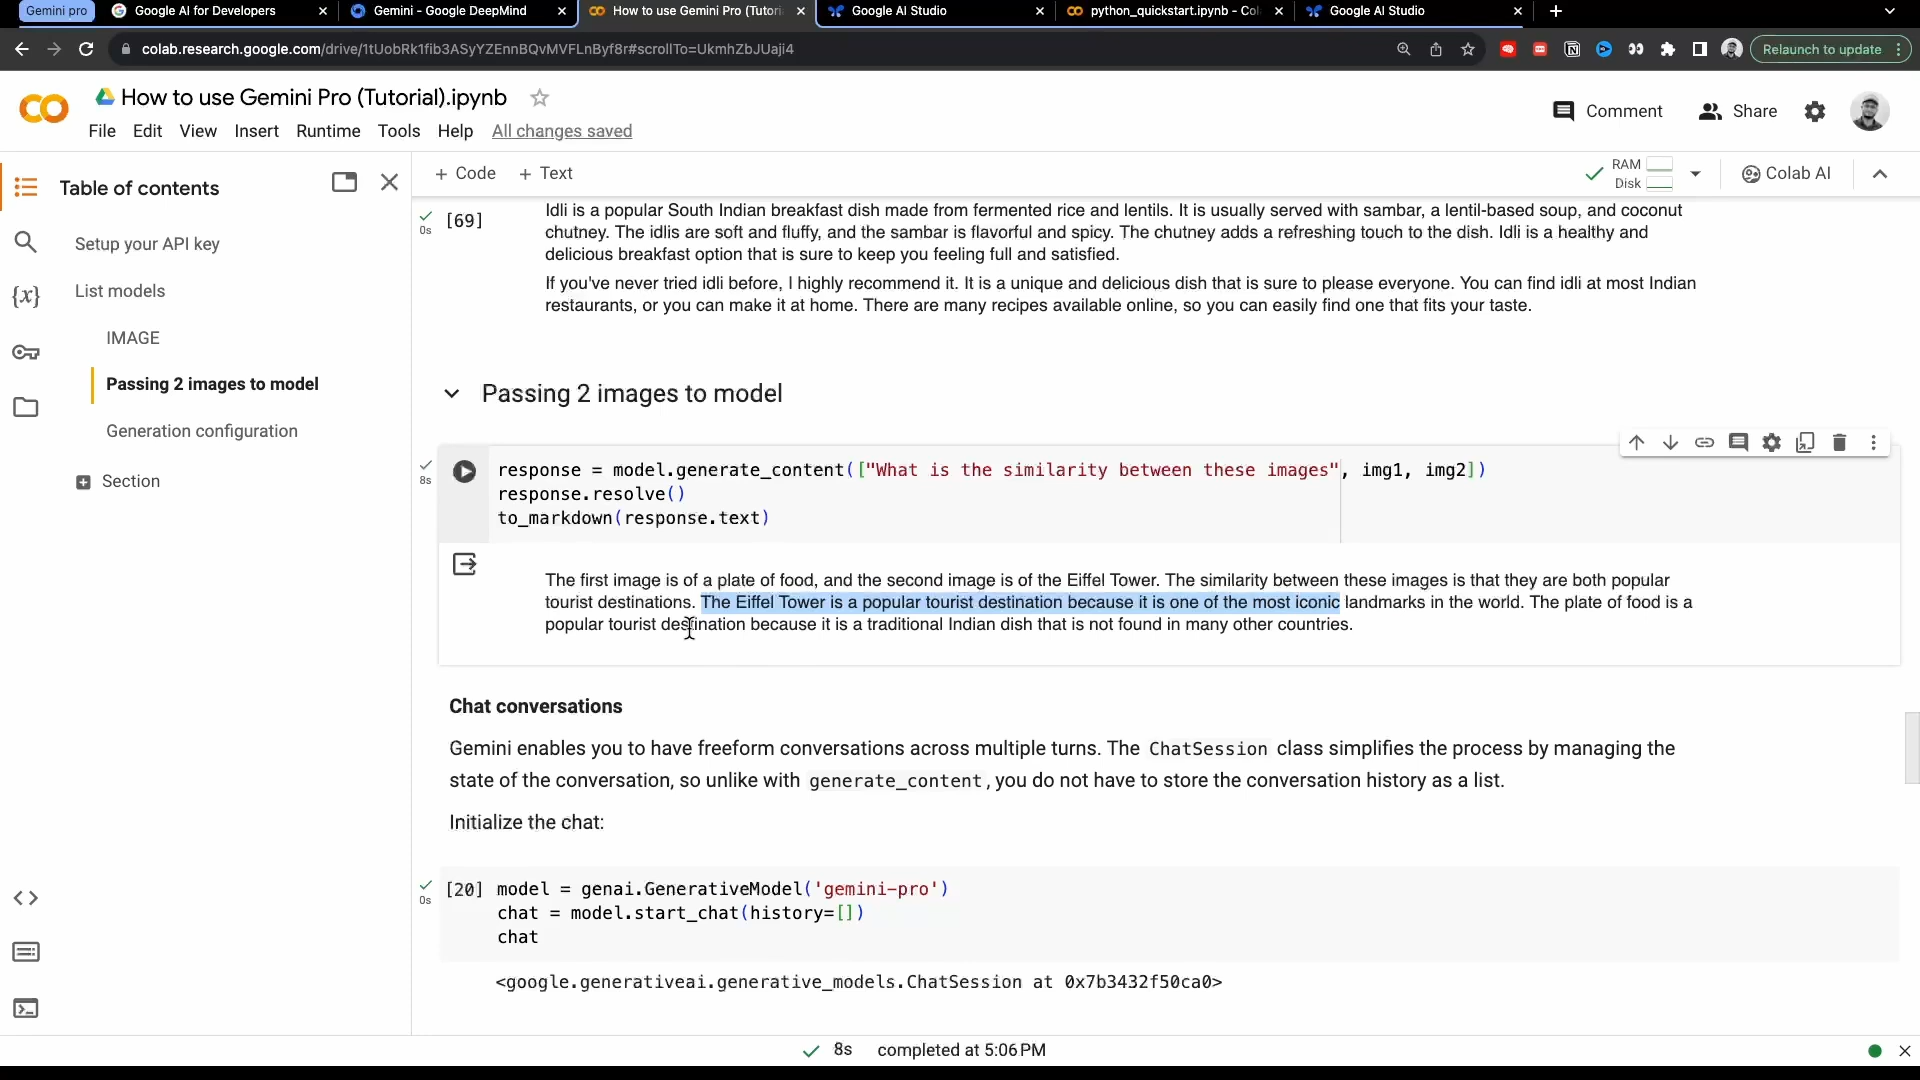 Gemini pro
Google AI for Developers
Gemini - Google DeepMind
How to use Gemini Pro (Tutori
Google AI Studio
python_quickstart.ipynb - Col
Google AI Studio
colab.research.google.com/drive/1tUobRk1fib3ASyYZEnnBQvMVFLnByf8r#scrollTo=UkmhZbJUaji4
Relaunch to update
How to use Gemini Pro (Tutorial).ipynb
File Edit View Insert Runtime Tools Help All changes saved
Comment
Share
Table of contents
Setup your API key
List models
IMAGE
Passing 2 images to model
Generation configuration
Section
{x}
+ Code + Text
RAM
Disk
Colab AI
[69]
0s
Idli is a popular South Indian breakfast dish made from fermented rice and lentils. It is usually served with sambar, a lentil-based soup, and coconut
chutney. The idlis are soft and fluffy, and the sambar is flavorful and spicy. The chutney adds a refreshing touch to the dish. Idli is a healthy and
delicious breakfast option that is sure to keep you feeling full and satisfied.
If you've never tried idli before, I highly recommend it. It is a unique and delicious dish that is sure to please everyone. You can find idli at most Indian
restaurants, or you can make it at home. There are many recipes available online, so you can easily find one that fits your taste.
Passing 2 images to model
8s
response = model.generate_content(["What is the similarity between these images", img1, img2])
response.resolve()
to_markdown(response.text)
The first image is of a plate of food, and the second image is of the Eiffel Tower. The similarity between these images is that they are both popular
tourist destinations. The Eiffel Tower is a popular tourist destination because it is one of the most iconic landmarks in the world. The plate of food is a
popular tourist destination because it is a traditional Indian dish that is not found in many other countries.
Chat conversations
Gemini enables you to have freeform conversations across multiple turns. The ChatSession class simplifies the process by managing the
state of the conversation, so unlike with generate_content, you do not have to store the conversation history as a list.
Initialize the chat:
[20]
0s
model = genai.GenerativeModel('gemini-pro')
chat = model.start_chat(history=[])
chat
<google.generativeai.generative_models.ChatSession at 0x7b3432f50ca0>
8s completed at 5:06 PM